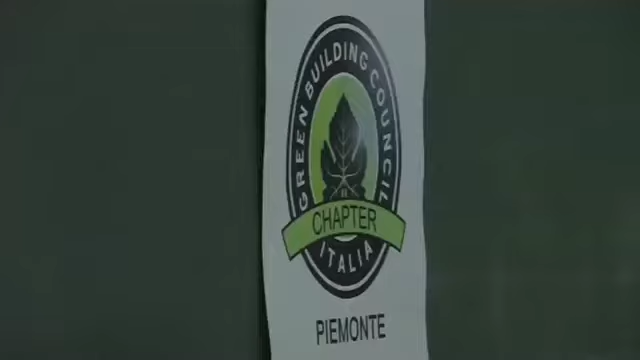 GREEN BUILDING COUNCIL
CHAPTER
ITALIA
PIEMONTE